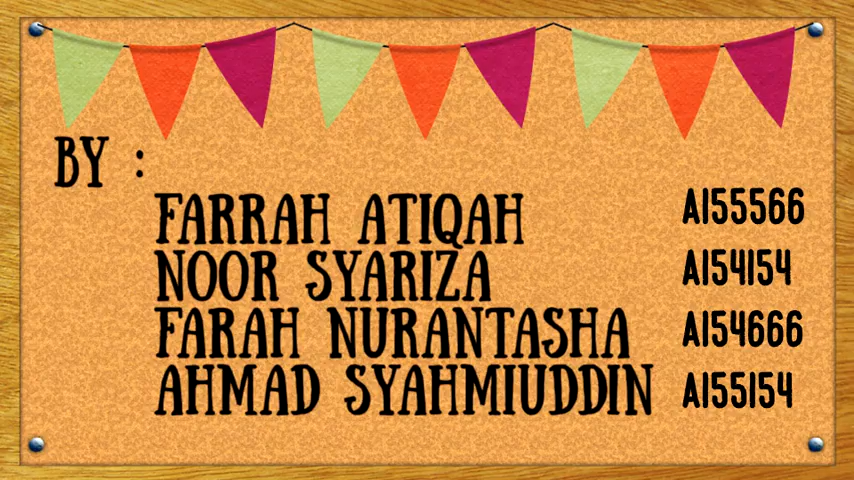 BY :
FARRAH ATIQAH A155566
NOOR SYARIZA A154154
FARAH NURANTASHA A154666
AHMAD SYAHMIUDDIN A155154